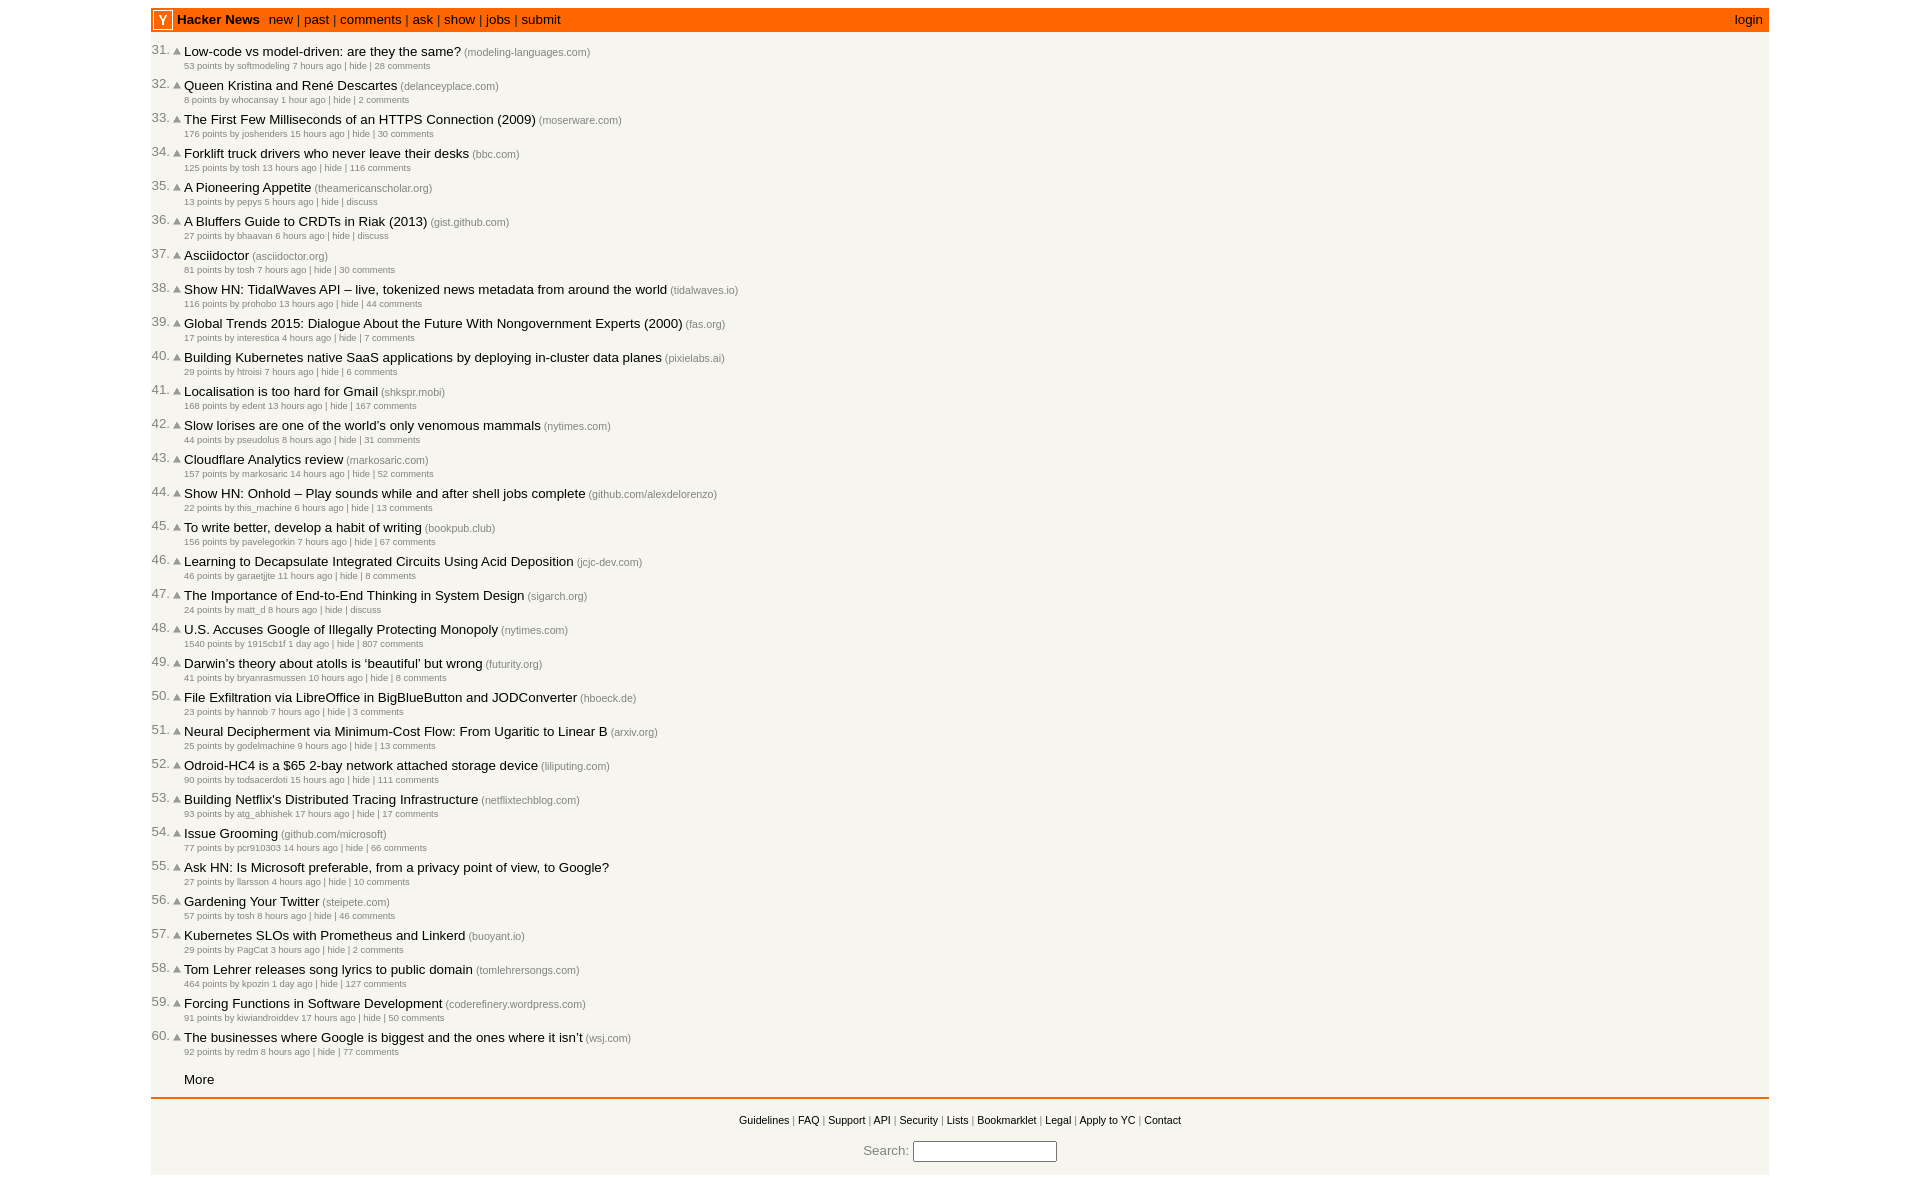 Y Hacker News new | past | comments | ask | show | jobs | submit login
31. Low-code vs model-driven: are they the same? (modeling-languages.com)
53 points by softmodeling 7 hours ago | hide | 28 comments
32. Queen Kristina and René Descartes (delanceyplace.com)
8 points by whocansay 1 hour ago | hide | 2 comments
33. The First Few Milliseconds of an HTTPS Connection (2009) (moserware.com)
176 points by joshenders 15 hours ago | hide | 30 comments
34. Forklift truck drivers who never leave their desks (bbc.com)
125 points by tosh 13 hours ago | hide | 116 comments
35. A Pioneering Appetite (theamericanscholar.org)
13 points by pepys 5 hours ago | hide | discuss
36. A Bluffers Guide to CRDTs in Riak (2013) (gist.github.com)
27 points by bhaavan 6 hours ago | hide | discuss
37. Asciidoctor (asciidoctor.org)
81 points by tosh 7 hours ago | hide | 30 comments
38. Show HN: TidalWaves API – live, tokenized news metadata from around the world (tidalwaves.io)
116 points by prohobo 13 hours ago | hide | 44 comments
39. Global Trends 2015: Dialogue About the Future With Nongovernment Experts (2000) (fas.org)
17 points by interestica 4 hours ago | hide | 7 comments
40. Building Kubernetes native SaaS applications by deploying in-cluster data planes (pixielabs.ai)
29 points by htroisi 7 hours ago | hide | 6 comments
41. Localisation is too hard for Gmail (shkspr.mobi)
168 points by edent 13 hours ago | hide | 167 comments
42. Slow lorises are one of the world’s only venomous mammals (nytimes.com)
44 points by pseudolus 8 hours ago | hide | 31 comments
43. Cloudflare Analytics review (markosaric.com)
157 points by markosaric 14 hours ago | hide | 52 comments
44. Show HN: Onhold – Play sounds while and after shell jobs complete (github.com/alexdelorenzo)
22 points by this_machine 6 hours ago | hide | 13 comments
45. To write better, develop a habit of writing (bookpub.club)
156 points by pavelegorkin 7 hours ago | hide | 67 comments
46. Learning to Decapsulate Integrated Circuits Using Acid Deposition (jcjc-dev.com)
46 points by garaetjjte 11 hours ago | hide | 8 comments
47. The Importance of End-to-End Thinking in System Design (sigarch.org)
24 points by matt_d 8 hours ago | hide | discuss
48. U.S. Accuses Google of Illegally Protecting Monopoly (nytimes.com)
1540 points by 1915cb1f 1 day ago | hide | 807 comments
49. Darwin’s theory about atolls is ‘beautiful’ but wrong (futurity.org)
41 points by bryanrasmussen 10 hours ago | hide | 8 comments
50. File Exfiltration via LibreOffice in BigBlueButton and JODConverter (hboeck.de)
23 points by hannob 7 hours ago | hide | 3 comments
51. Neural Decipherment via Minimum-Cost Flow: From Ugaritic to Linear B (arxiv.org)
25 points by godelmachine 9 hours ago | hide | 13 comments
52. Odroid-HC4 is a $65 2-bay network attached storage device (liliputing.com)
90 points by todsacerdoti 15 hours ago | hide | 111 comments
53. Building Netflix's Distributed Tracing Infrastructure (netflixtechblog.com)
93 points by atg_abhishek 17 hours ago | hide | 17 comments
54. Issue Grooming (github.com/microsoft)
77 points by pcr910303 14 hours ago | hide | 66 comments
55. Ask HN: Is Microsoft preferable, from a privacy point of view, to Google?
27 points by llarsson 4 hours ago | hide | 10 comments
56. Gardening Your Twitter (steipete.com)
57 points by tosh 8 hours ago | hide | 46 comments
57. Kubernetes SLOs with Prometheus and Linkerd (buoyant.io)
29 points by PagCat 3 hours ago | hide | 2 comments
58. Tom Lehrer releases song lyrics to public domain (tomlehrersongs.com)
464 points by kpozin 1 day ago | hide | 127 comments
59. Forcing Functions in Software Development (coderefinery.wordpress.com)
91 points by kiwiandroiddev 17 hours ago | hide | 50 comments
60. The businesses where Google is biggest and the ones where it isn’t (wsj.com)
92 points by redm 8 hours ago | hide | 77 comments
More
Guidelines | FAQ | Support | API | Security | Lists | Bookmarklet | Legal | Apply to YC | Contact
Search: